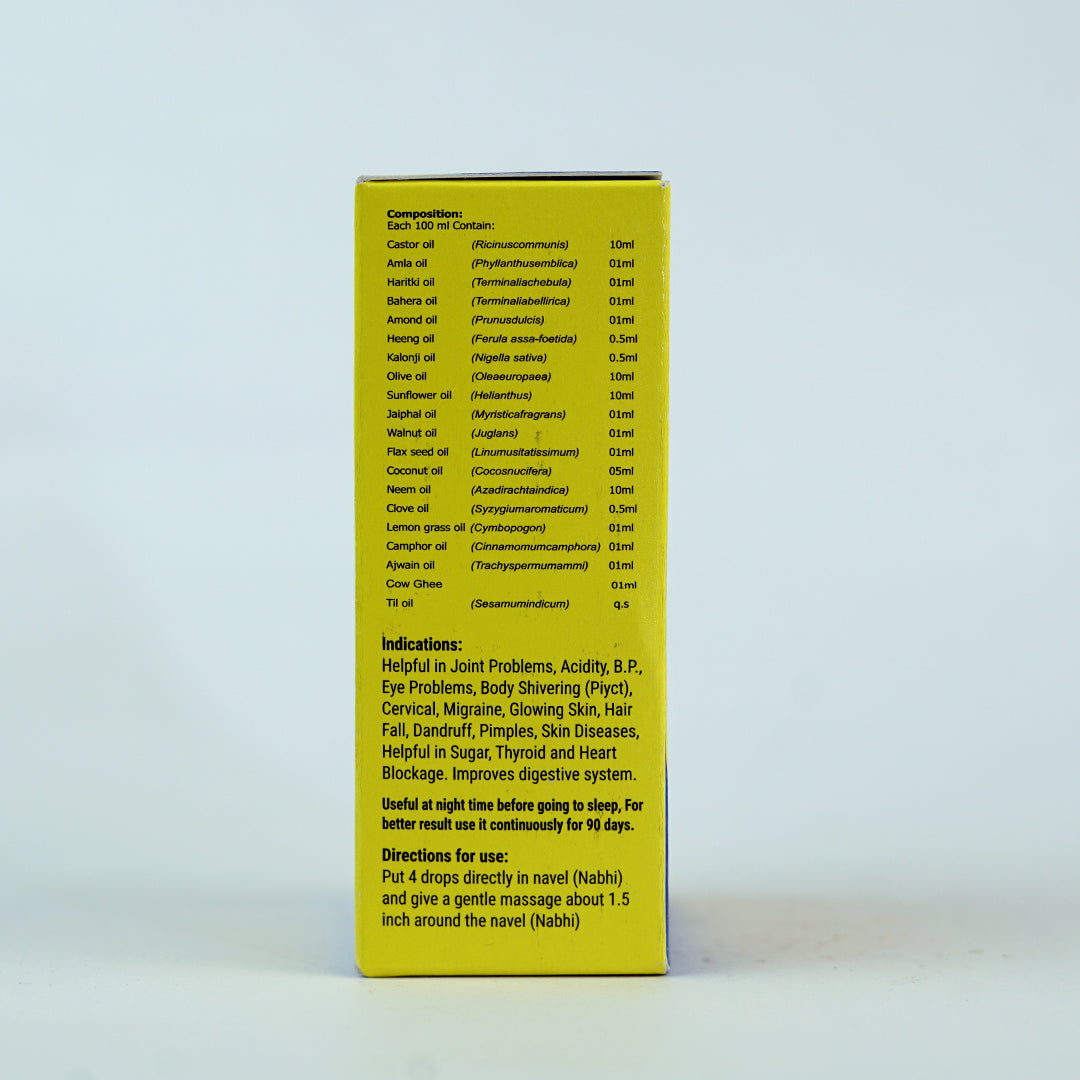 Composition:
Each 100 ml Contain:
Castor oil (Ricinuscommunis) 10ml
Amla oil (Phyllanthusemblica) 01ml
Haritki oil (Terminaliachebula) 01ml
Bahera oil (Terminaliabellirica) 01ml
Amond oil (Prunusdulcis) 01ml
Heeng oil (Ferula assa-foetida) 0.5ml
Kalonji oil (Nigella sativa) 0.5ml
Olive oil (Oleaeuropaea) 10ml
Sunflower oil (Helianthus) 10ml
Jaiphal oil (Myristicafragrans) 01ml
Walnut oil (Juglans) 01ml
Flax seed oil (Linumusitatissimum) 01ml
Coconut oil (Cocosnucifera) 05ml
Neem oil (Azadirachtaindica) 10ml
Clove oil (Syzygiumaromaticum) 0.5ml
Lemon grass oil (Cymbopogon) 01ml
Camphor oil (Cinnamomumcamphora) 01ml
Ajwain oil (Trachyspermumammi) 01ml
Cow Ghee 01ml
Til oil (Sesamumindicum) q.s
Indications:
Helpful in Joint Problems, Acidity, B.P.,
Eye Problems, Body Shivering (Piyct),
Cervical, Migraine, Glowing Skin, Hair
Fall, Dandruff, Pimples, Skin Diseases,
Helpful in Sugar, Thyroid and Heart
Blockage. Improves digestive system.
Useful at night time before going to sleep, For
better result use it continuously for 90 days.
Directions for use:
Put 4 drops directly in navel (Nabhi)
and give a gentle massage about 1.5
inch around the navel (Nabhi)